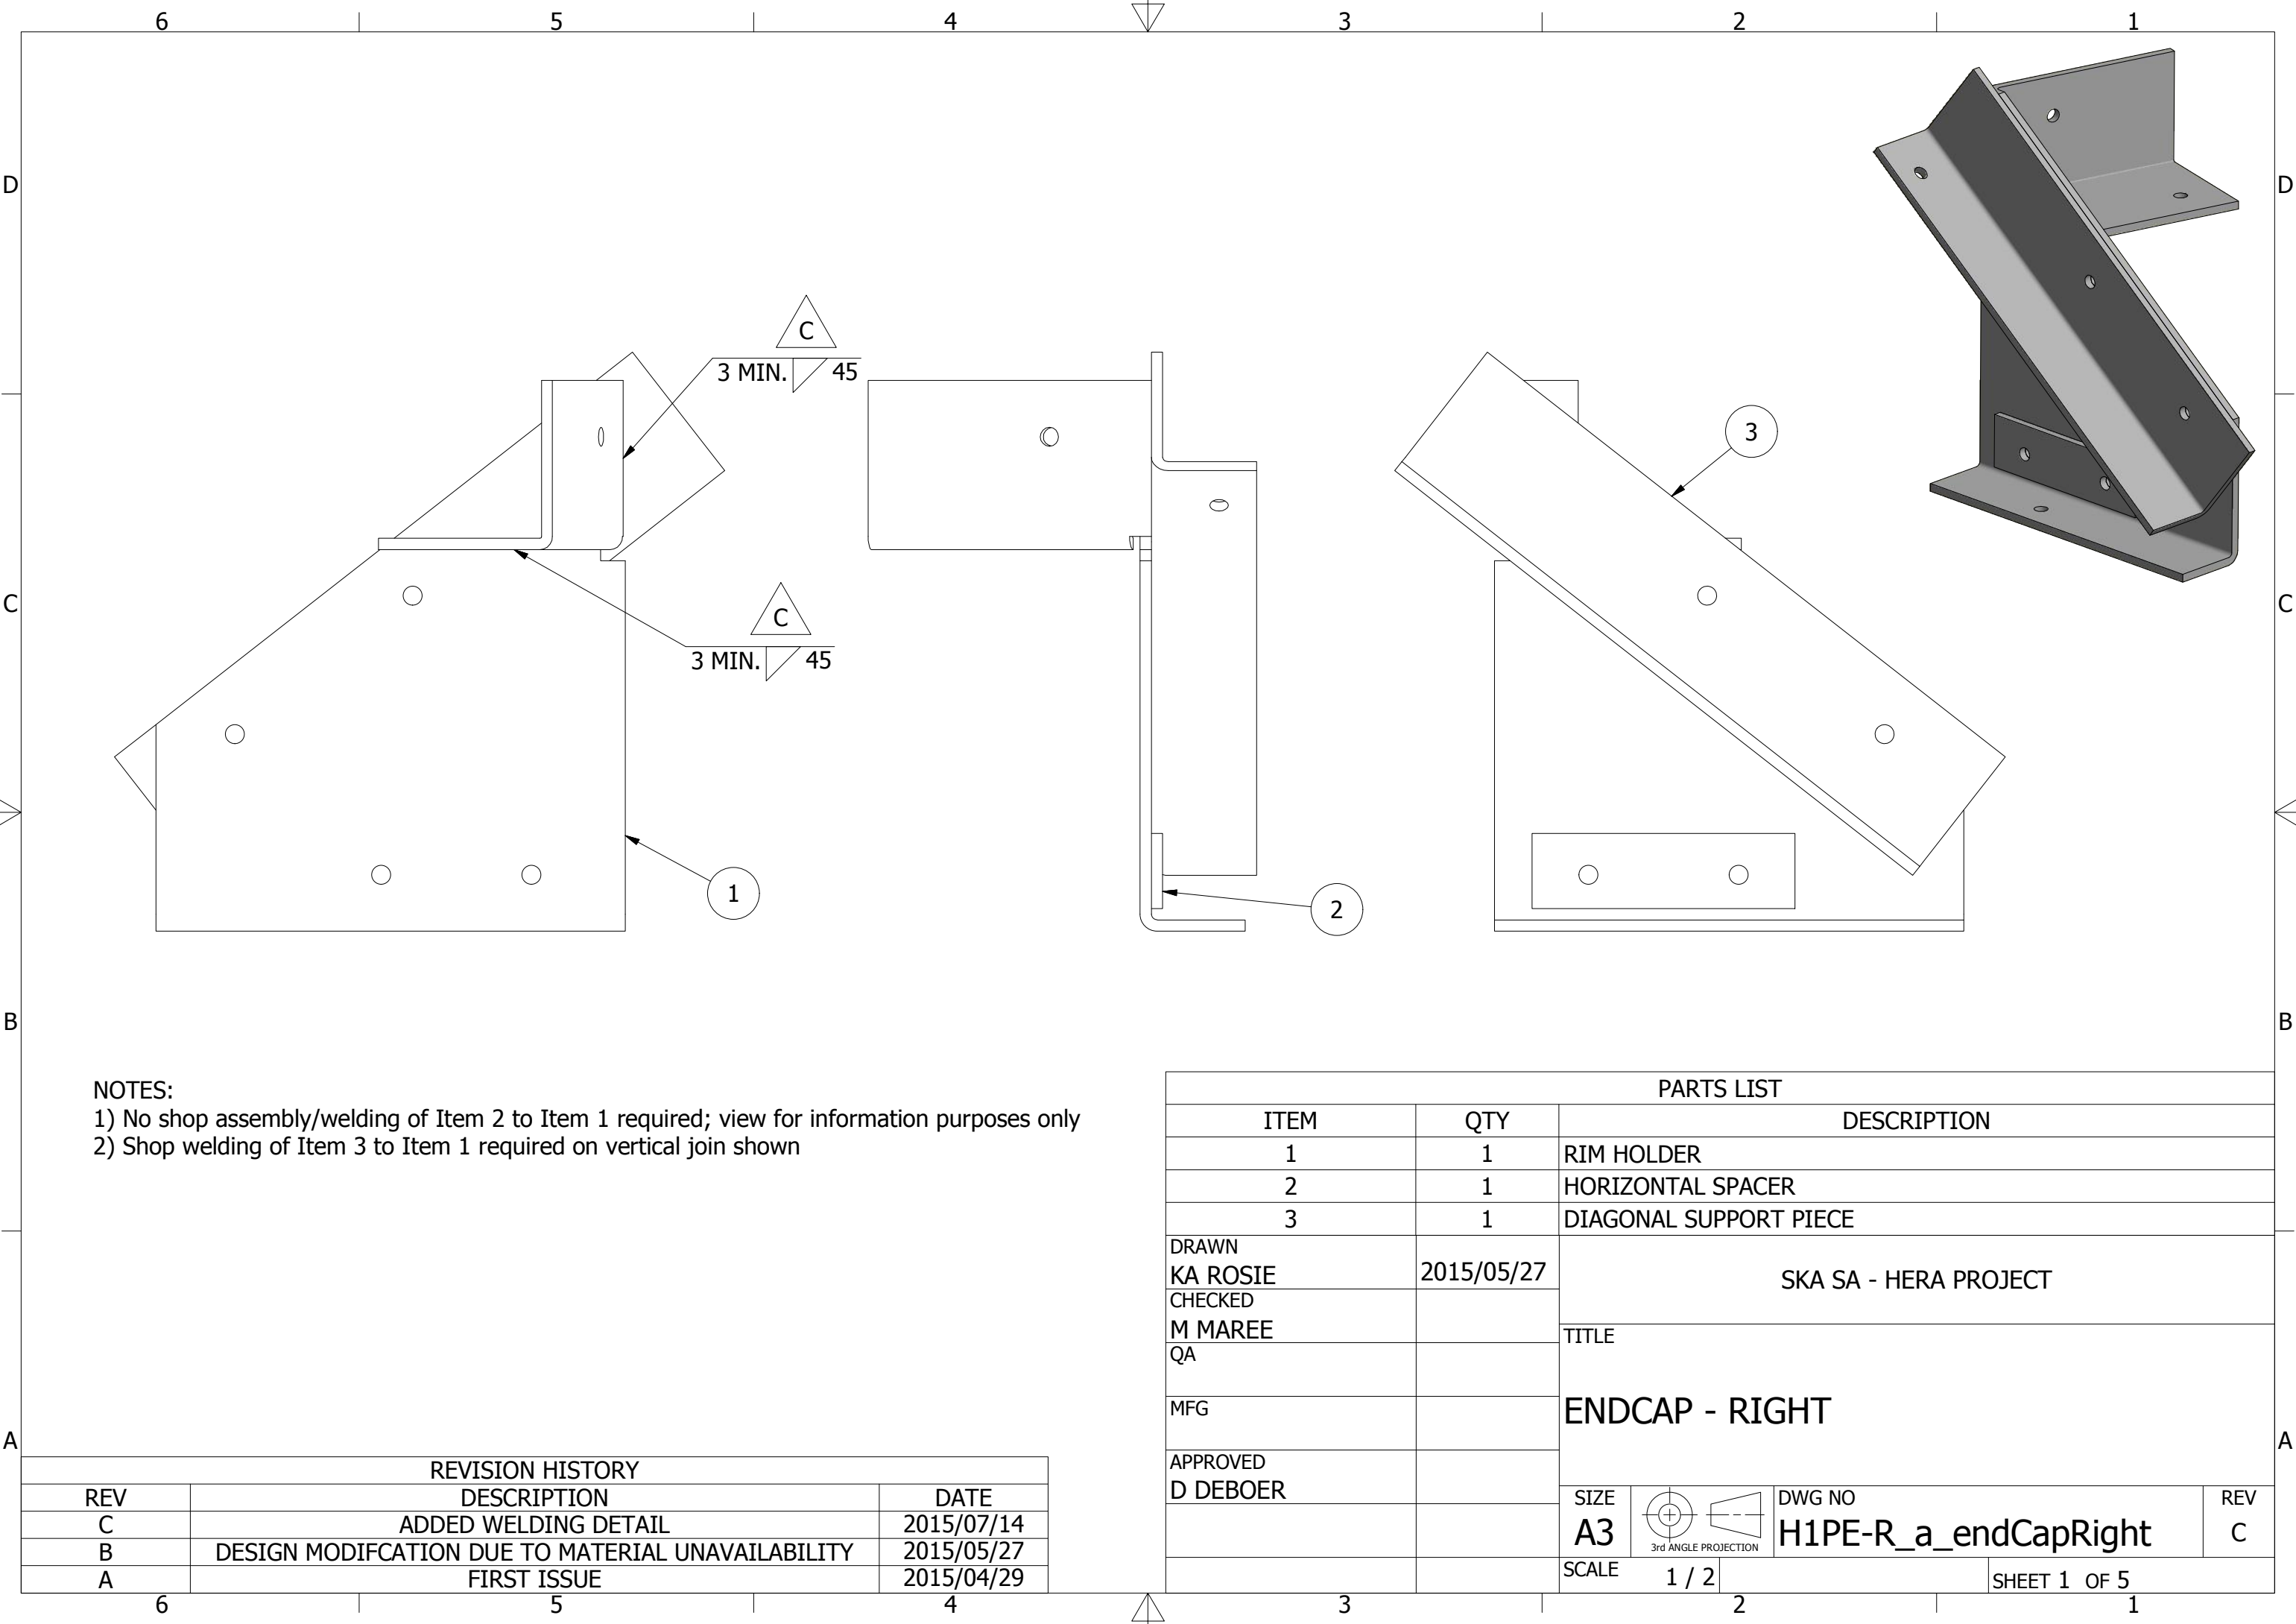 6 5 4 3 2 1
D D
C
3 MIN. 45
3
C C
C
3 MIN. 45
1
2
B B
NOTES:
1) No shop assembly/welding of Item 2 to Item 1 required; view for information purposes only
2) Shop welding of Item 3 to Item 1 required on vertical join shown
PARTS LIST
ITEM QTY DESCRIPTION
1 1 RIM HOLDER
2 1 HORIZONTAL SPACER
3 1 DIAGONAL SUPPORT PIECE
DRAWN
KA ROSIE 2015/05/27
SKA SA - HERA PROJECT
CHECKED
M MAREE
TITLE
QA
ENDCAP - RIGHT
MFG
A A
APPROVED
D DEBOER
REVISION HISTORY
REV DESCRIPTION DATE
C ADDED WELDING DETAIL 2015/07/14
B DESIGN MODIFCATION DUE TO MATERIAL UNAVAILABILITY 2015/05/27
A FIRST ISSUE 2015/04/29
SIZE
A3
3rd ANGLE PROJECTION
DWG NO
H1PE-R_a_endCapRight
REV
C
SCALE 1 / 2
SHEET 1 OF 5
6 5 4 3 2 1